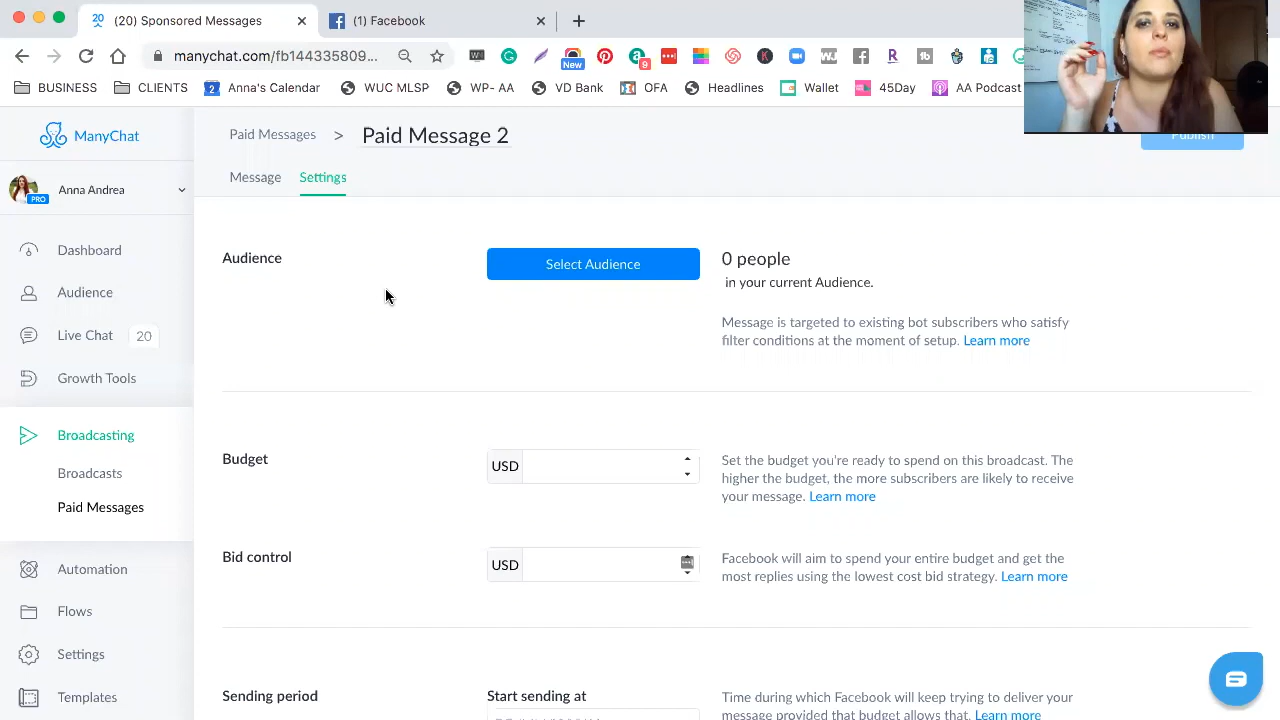 (20) Sponsored Messages
(1) Facebook
manychat.com/fb144335809...
New
9
BUSINESS
CLIENTS
2
Anna's Calendar
WUC MLSP
WP- AA
VD Bank
OFA
Headlines
Wallet
45Day
AA Podcast
ManyChat
Paid Messages > Paid Message 2
Publish
Anna Andrea
PRO
Message
Settings
Dashboard
Audience
Live Chat
20
Growth Tools
Broadcasting
Broadcasts
Paid Messages
Automation
Flows
Settings
Templates
Audience
Select Audience
0 people
in your current Audience.
Message is targeted to existing bot subscribers who satisfy
filter conditions at the moment of setup. Learn more
Budget
USD
Set the budget you're ready to spend on this broadcast. The
higher the budget, the more subscribers are likely to receive
your message. Learn more
Bid control
USD
Facebook will aim to spend your entire budget and get the
most replies using the lowest cost bid strategy. Learn more
Sending period
Start sending at
Time during which Facebook will keep trying to deliver your
message provided that budget allows that. Learn more